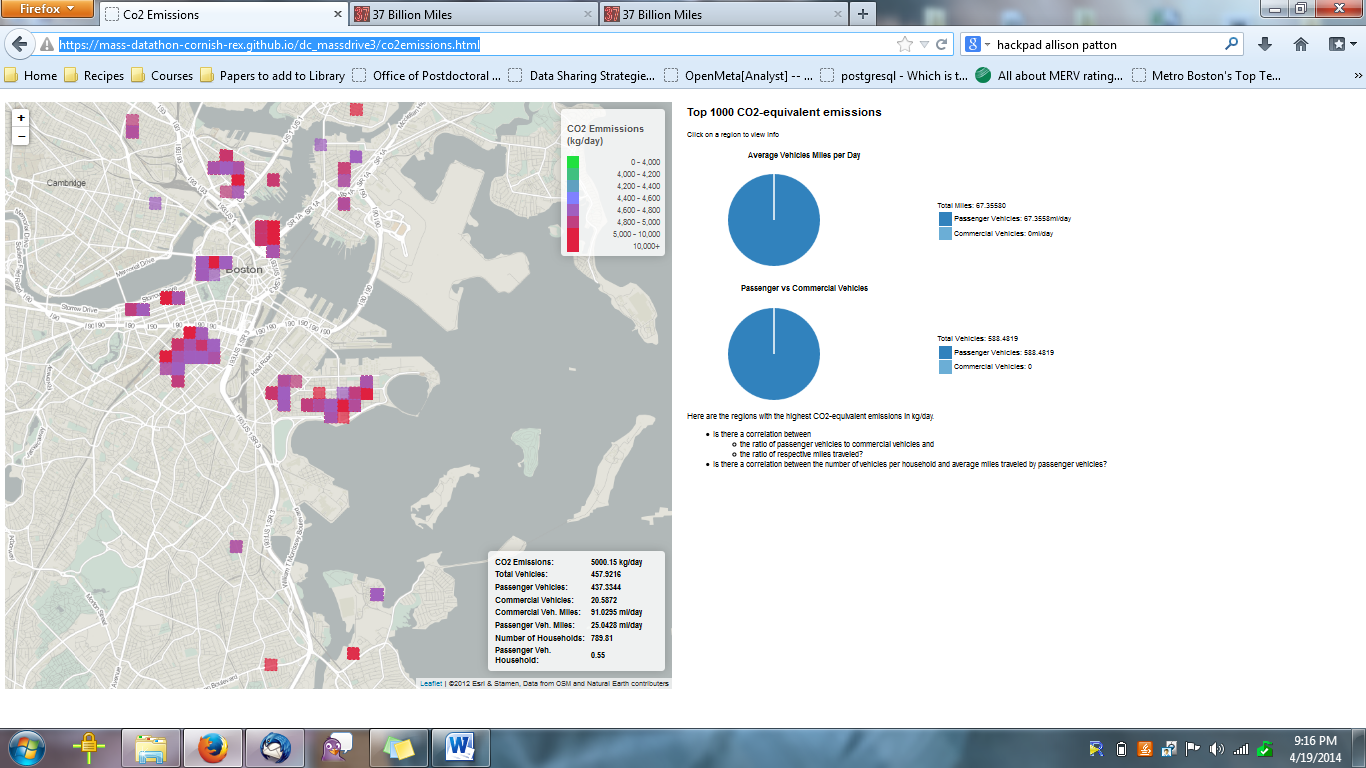 Firefox
Co2 Emissions
37 Billion Miles
37 Billion Miles
https://mass-datathon-cornish-rex.github.io/dc_massdrive3/co2emissions.html
hackpad allison patton
Home
Recipes
Courses
Papers to add to Library
Office of Postdoctoral ...
Data Sharing Strategie...
OpenMeta[Analyst] -- ...
postgresql - Which is t...
All about MERV rating...
Metro Boston's Top Te...
+
−
Cambridge
Boston
Memorial Drive
Storrow Drive
Haul Road
William T Morrissey Boulevard
CO2 Emmissions
(kg/day)
0 – 4,000
4,000 – 4,200
4,200 – 4,400
4,400 – 4,600
4,600 – 4,800
4,800 – 5,000
5,000 – 10,000
10,000+
CO2 Emissions: 5000.15 kg/day
Total Vehicles: 457.9216
Passenger Vehicles: 437.3344
Commercial Vehicles: 20.5872
Commercial Veh. Miles: 91.0295 mi/day
Passenger Veh. Miles: 25.0428 mi/day
Number of Households: 789.81
Passenger Veh.
Household: 0.55
Leaflet | ©2012 Esri & Stamen, Data from OSM and Natural Earth contributers
Top 1000 CO2-equivalent emissions
Click on a region to view info
Average Vehicles Miles per Day
Total Miles: 67.35580
Passenger Vehicles: 67.3558mi/day
Commercial Vehicles: 0mi/day
Passenger vs Commercial Vehicles
Total Vehicles: 588.4819
Passenger Vehicles: 588.4819
Commercial Vehicles: 0
Here are the regions with the highest CO2-equivalent emissions in kg/day.
Is there a correlation between
the ratio of passenger vehicles to commercial vehicles and
the ratio of respective miles traveled?
Is there a correlation between the number of vehicles per household and average miles traveled by passenger vehicles?
9:16 PM
4/19/2014